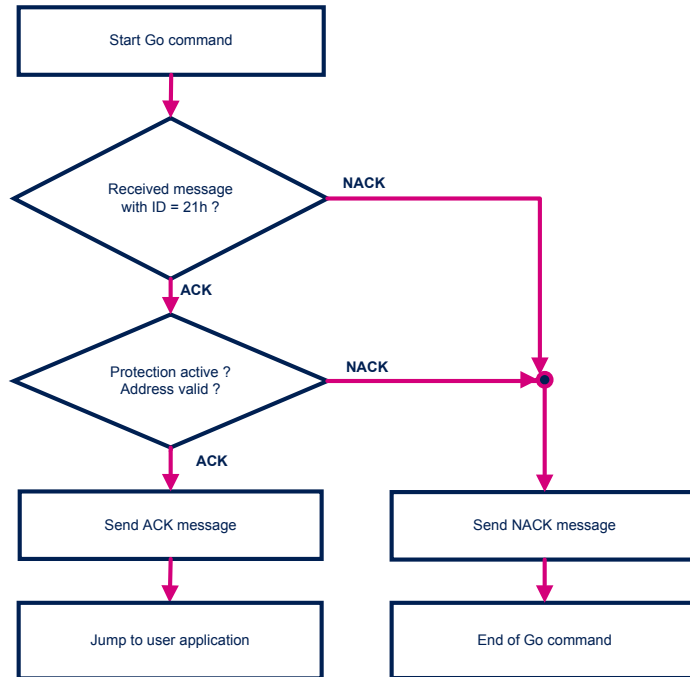 Start Go command
Received message
with ID = 21h ?
NACK
ACK
Protection active ?
Address valid ?
NACK
ACK
Send ACK message
Send NACK message
Jump to user application
End of Go command